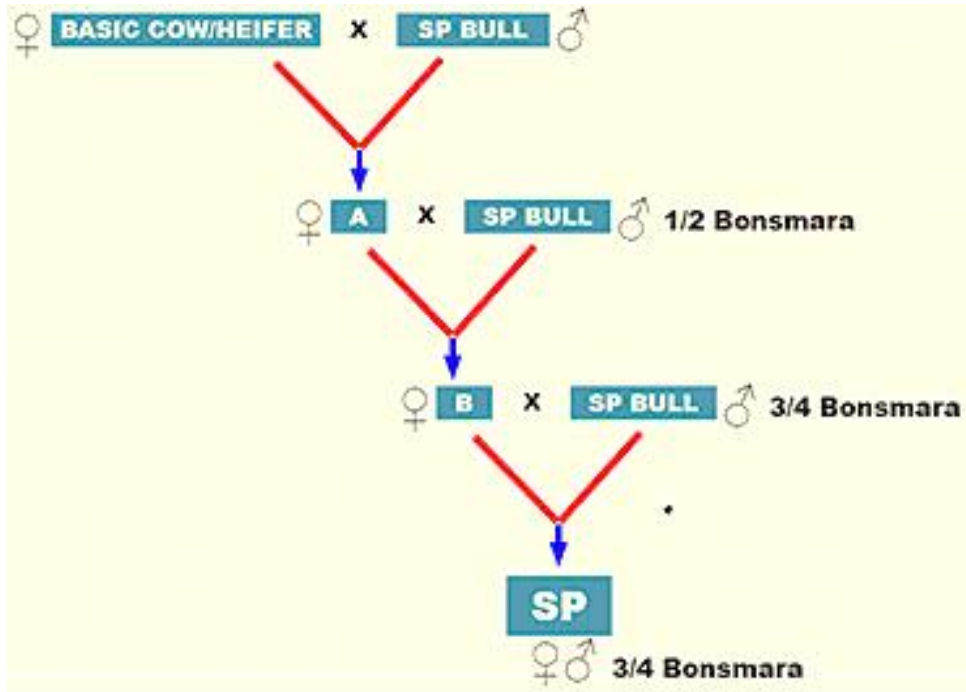 BASIC COW/HEIFER X SP BULL
A X SP BULL 1/2 Bonsmara
B X SP BULL 3/4 Bonsmara
SP
3/4 Bonsmara